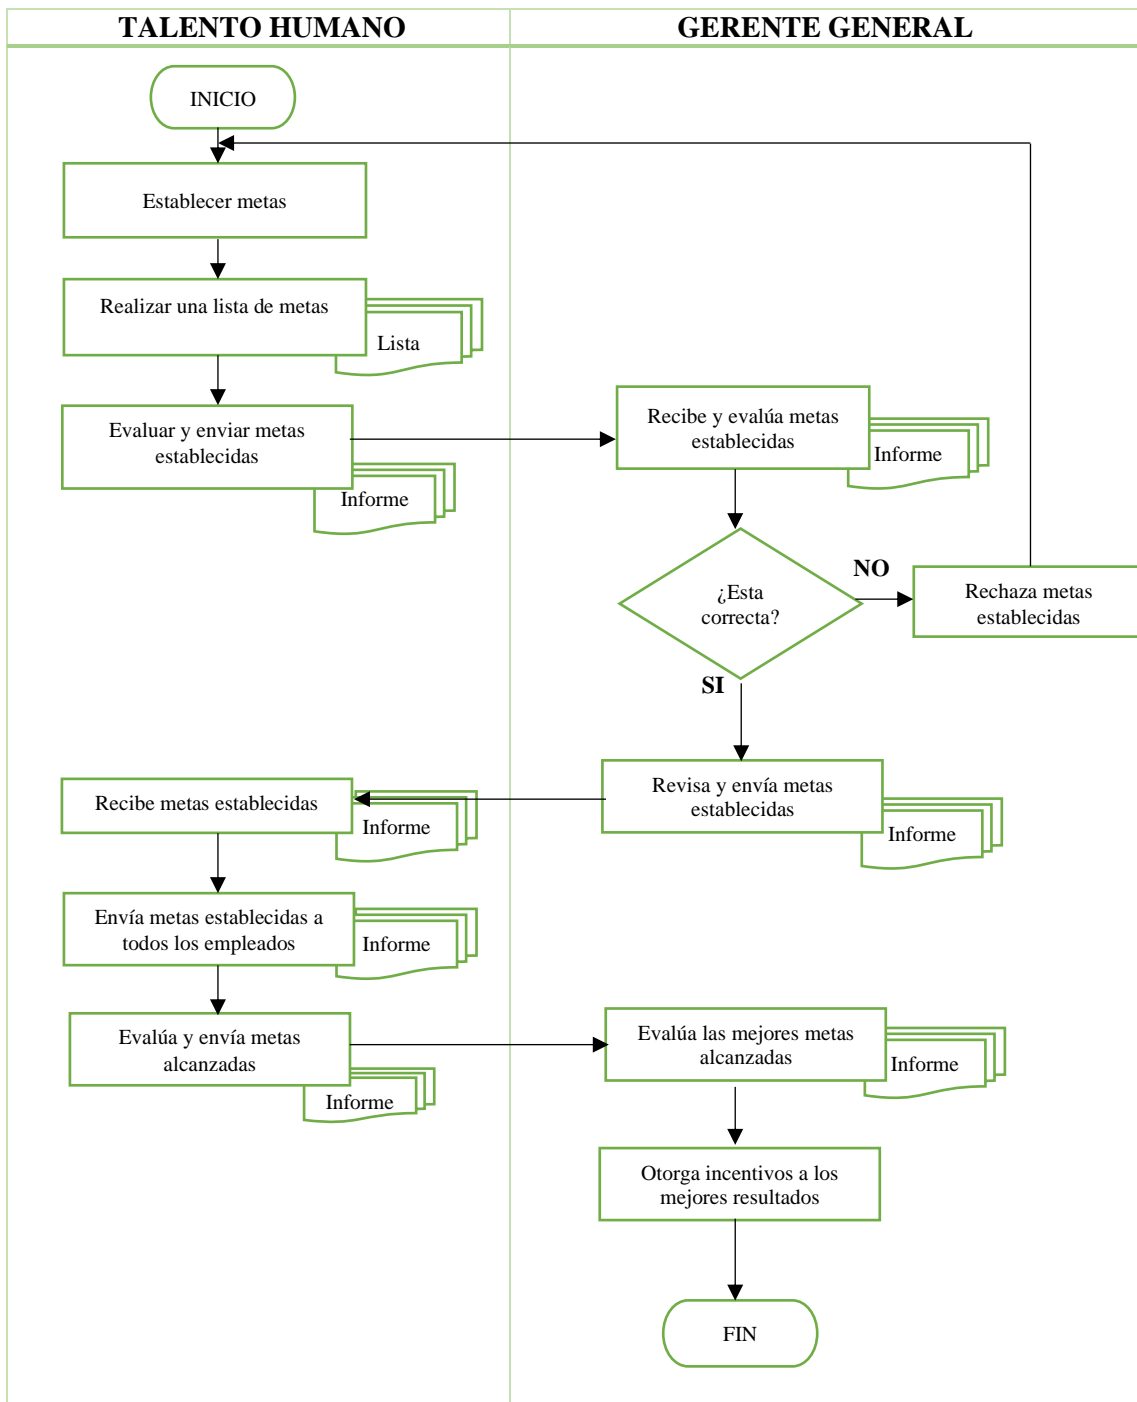 TALENTO HUMANO
GERENTE GENERAL
INICIO
Establecer metas
Realizar una lista de metas
Lista
Evaluar y enviar metas
establecidas
Informe
Recibe y evalúa metas
establecidas
Informe
¿Esta
correcta?
NO
Rechaza metas
establecidas
SI
Revisa y envía metas
establecidas
Informe
Recibe metas establecidas
Informe
Envía metas establecidas a
todos los empleados
Informe
Evalúa y envía metas
alcanzadas
Informe
Evalúa las mejores metas
alcanzadas
Informe
Otorga incentivos a los
mejores resultados
FIN